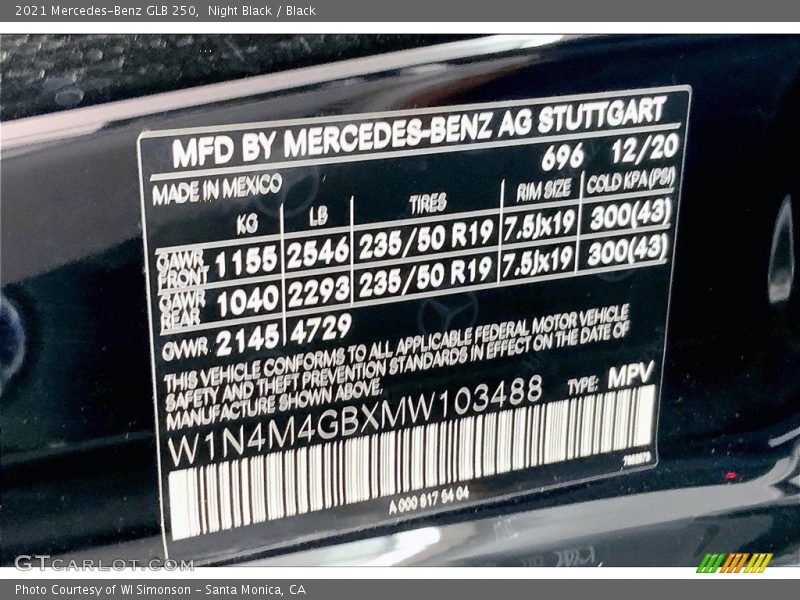 2021 Mercedes-Benz GLB 250,  Night Black / Black
MFD BY MERCEDES-BENZ AG STUTTGART
696 12/20
MADE IN MEXICO
KG LB TIRES RIM SIZE COLD KPA(PSI)
GAWR FRONT 1155 2546 235/50 R19 7.5Jx19 300(43)
GAWR REAR 1040 2293 235/50 R19 7.5Jx19 300(43)
GVWR 2145 4729
THIS VEHICLE CONFORMS TO ALL APPLICABLE FEDERAL MOTOR VEHICLE
SAFETY AND THEFT PREVENTION STANDARDS IN EFFECT ON THE DATE OF
MANUFACTURE SHOWN ABOVE.
W1N4M4GBXMW103488 TYPE: MPV
A 000 817 94 04
GTCARLOT.COM
Photo Courtesy of WI Simonson - Santa Monica, CA